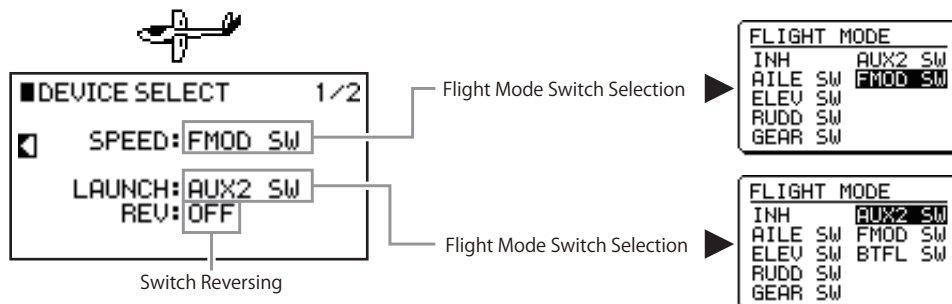 ■DEVICE SELECT 1/2
SPEED:FMOD SW
LAUNCH:AUX2 SW
REV:OFF
Switch Reversing
Flight Mode Switch Selection
Flight Mode Switch Selection
FLIGHT MODE
INH AUX2 SW
AILE SW FMOD SW
ELEV SW
RUDD SW
GEAR SW
FLIGHT MODE
INH AUX2 SW
AILE SW FMOD SW
ELEV SW BTFL SW
RUDD SW
GEAR SW